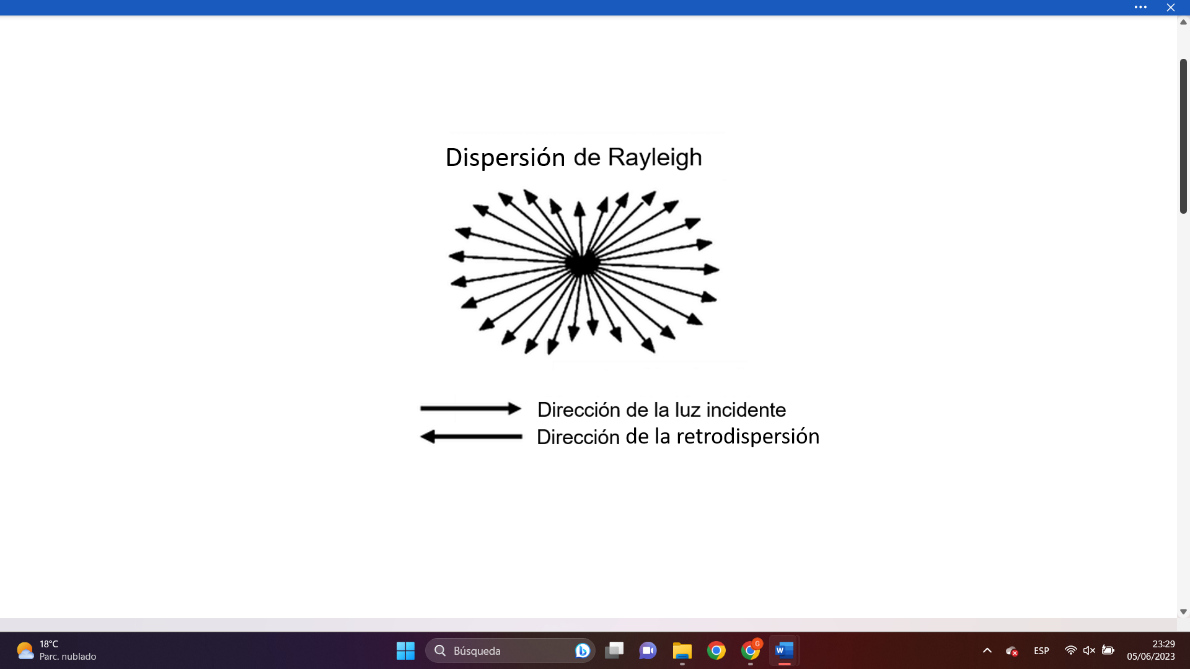 Dispersión de Rayleigh
Dirección de la luz incidente
Dirección de la retrodispersión
18°C
Parc. nublado
Búsqueda
ESP
23:29
05/06/2023